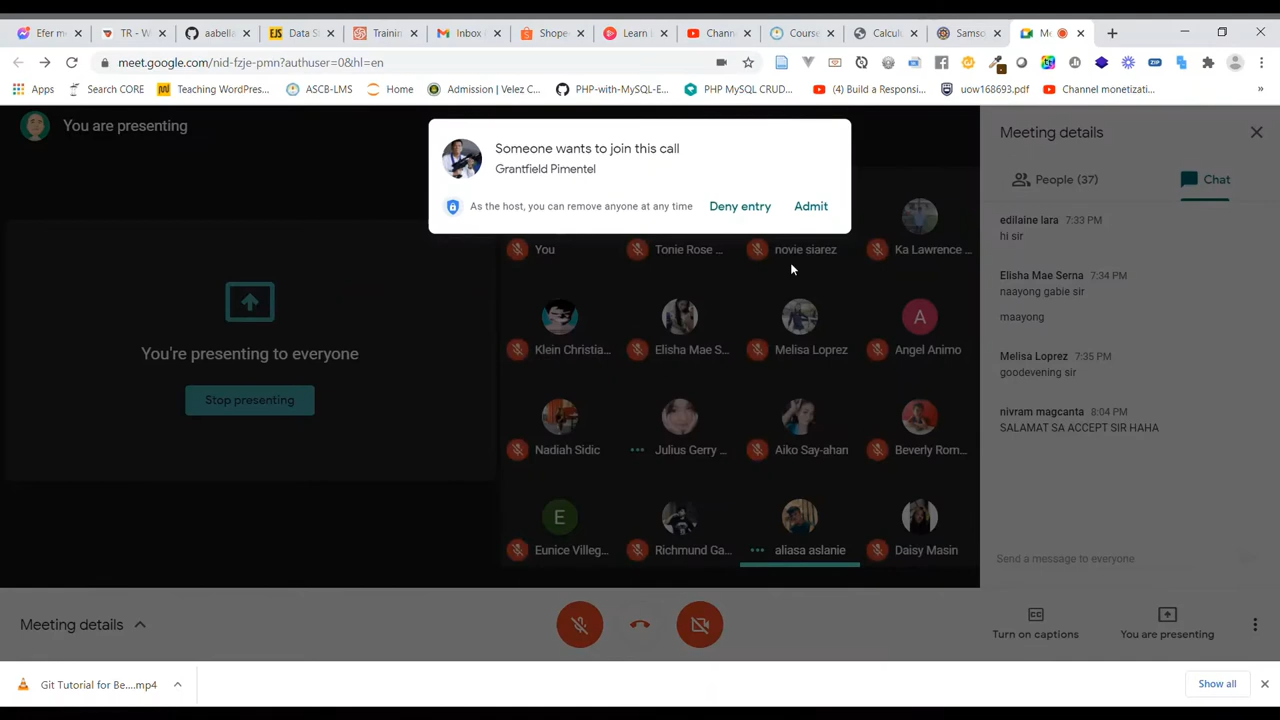 Efer m
TR - W
aabella
Data S
Trainin
Inbox (
Shope
Learn I
Chann
Course
Calcul
Samso
Me
meet.google.com/nid-fzje-pmn?authuser=0&hl=en
Apps
Search CORE
Teaching Wordpres...
ASCB-LMS
Home
Admission | Velez C...
PHP-with-MySQL-E...
PHP MySQL CRUD...
(4) Build a Responsi...
uow168693.pdf
Channel monetizati...
»
You are presenting
Someone wants to join this call
Grantfield Pimentel
As the host, you can remove anyone at any time
Deny entry
Admit
You're presenting to everyone
Stop presenting
You
Tonie Rose ...
novie siarez
Ka Lawrence ...
Klein Christia...
Elisha Mae S...
Melisa Loprez
A
Angel Animo
Nadiah Sidic
Julius Gerry ...
Aiko Say-ahan
Beverly Rom...
E
Eunice Villeg...
Richmund Ga...
aliasa aslanie
Daisy Masin
Meeting details
People (37)
Chat
edilaine lara 7:33 PM
hi sir
Elisha Mae Serna 7:34 PM
naayong gabie sir
maayong
Melisa Loprez 7:35 PM
goodevening sir
nivram magcanta 8:04 PM
SALAMAT SA ACCEPT SIR HAHA
Send a message to everyone
Meeting details
Turn on captions
You are presenting
Git Tutorial for Be....mp4
Show all